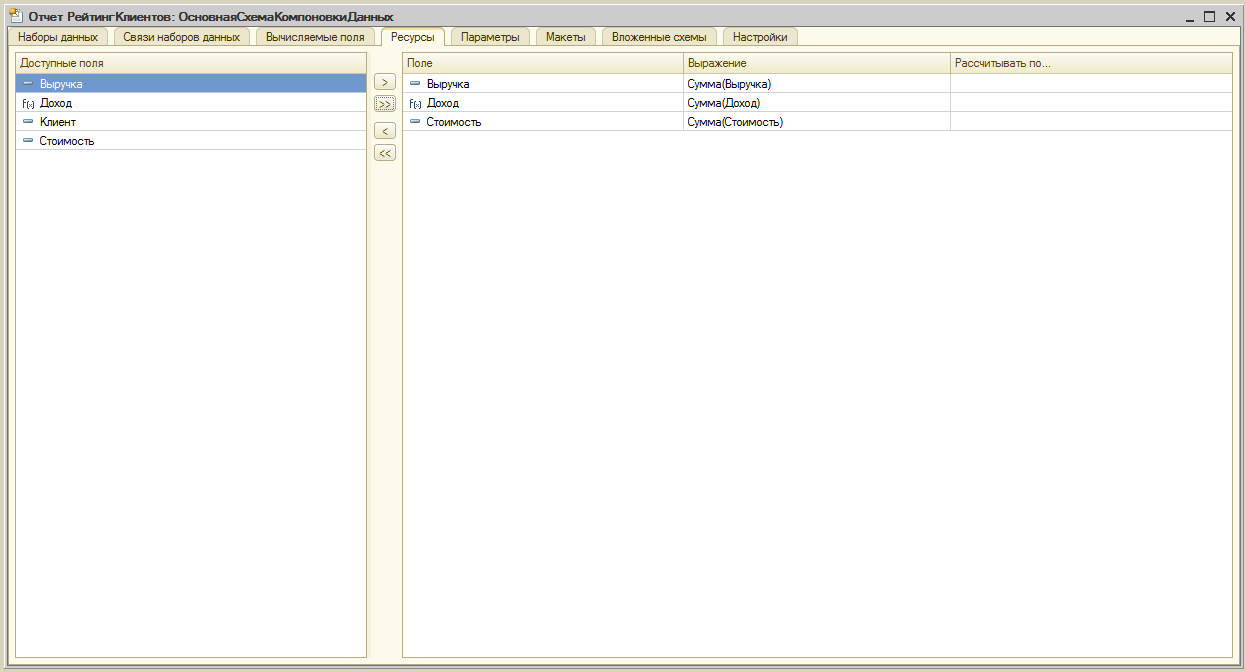 Отчет РейтингКлиентов: ОсновнаяСхемаКомпоновкиДанных
Наборы данных Связи наборов данных Вычисляемые поля Ресурсы Параметры Макеты Вложенные схемы Настройки
Доступные поля
Выручка
f(x) Доход
Клиент
Стоимость
>
>>
<
<<
Поле Выражение Рассчитывать по...
Выручка Сумма(Выручка)
f(x) Доход Сумма(Доход)
Стоимость Сумма(Стоимость)